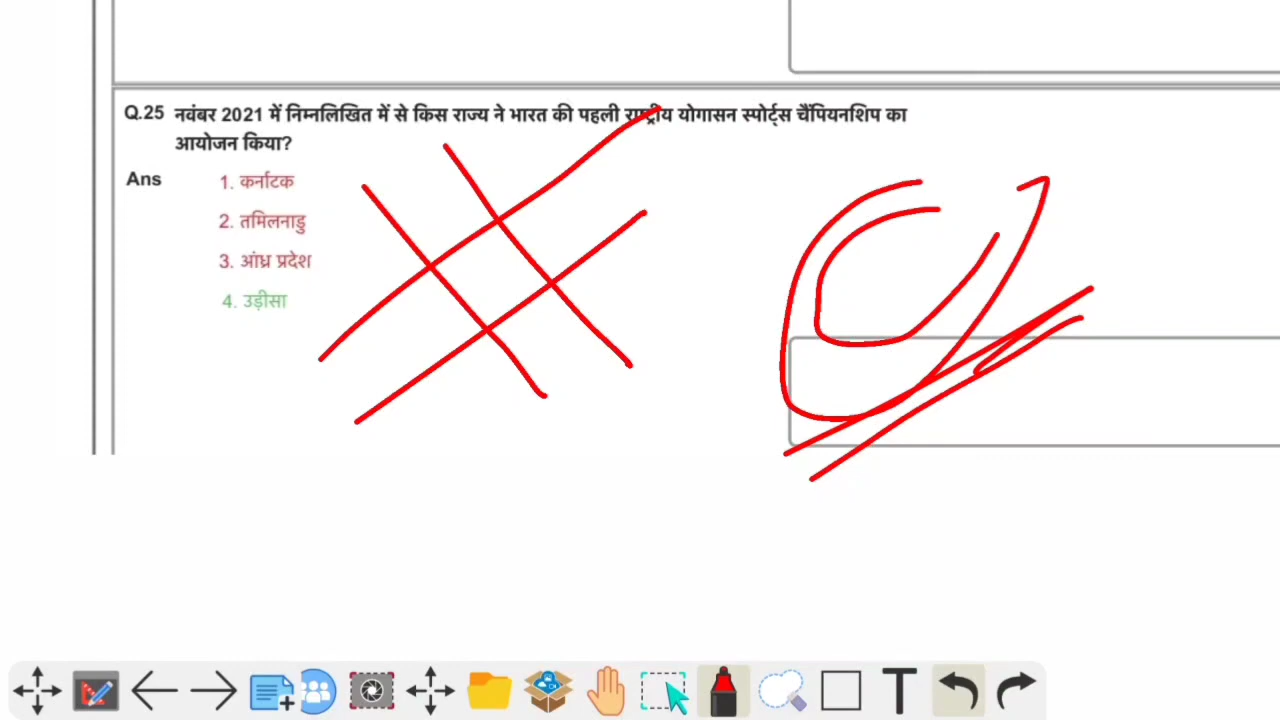 Q.25 नवंबर 2021 में निम्नलिखित में से किस राज्य ने भारत की पहली राष्ट्रीय योगासन स्पोर्ट्स चैंपियनशिप का
आयोजन किया?
Ans 1. कर्नाटक
2. तमिलनाडु
3. आंध्र प्रदेश
4. उड़ीसा
T